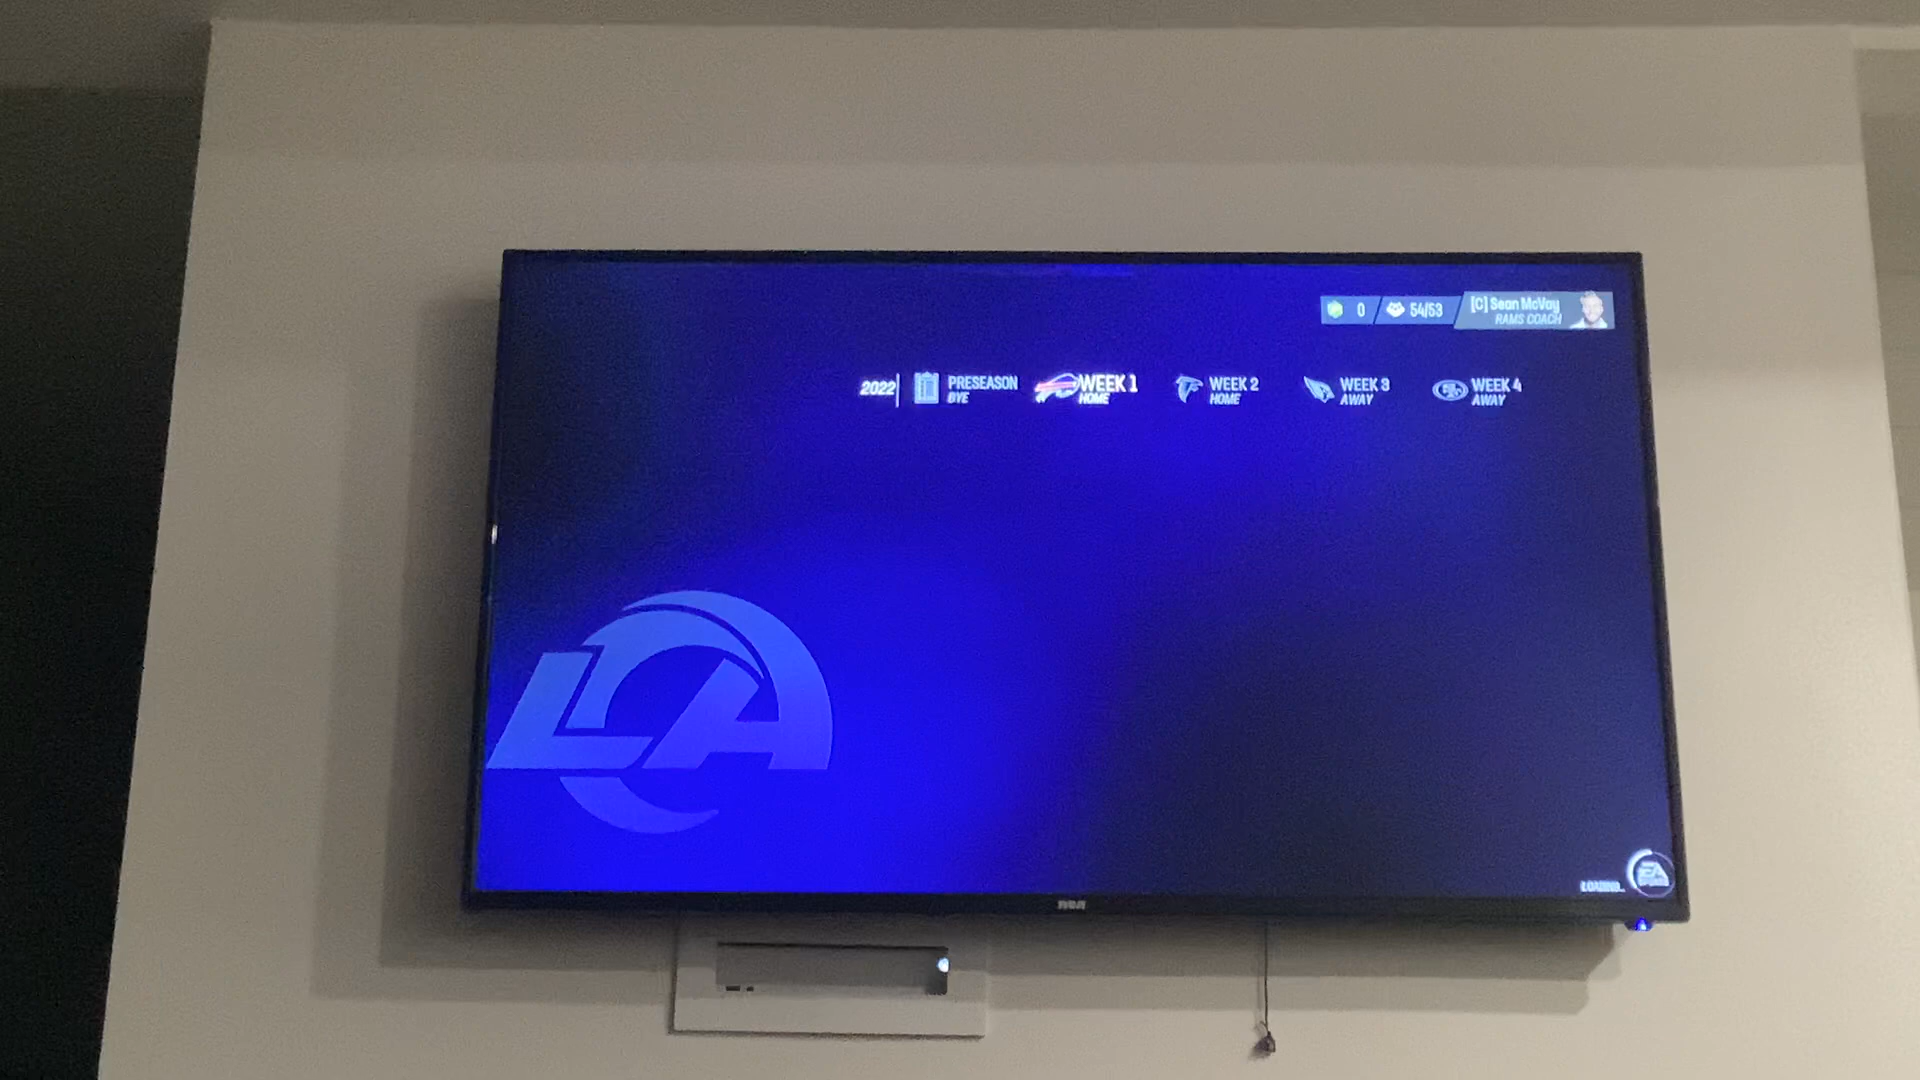 0 54/53 [C] Sean McVay
RAMS COACH
2022 PRESEASON WEEK 1 WEEK 2 WEEK 3 WEEK 4
BYE HOME HOME AWAY AWAY
LA
EA
LOADING...
RCA